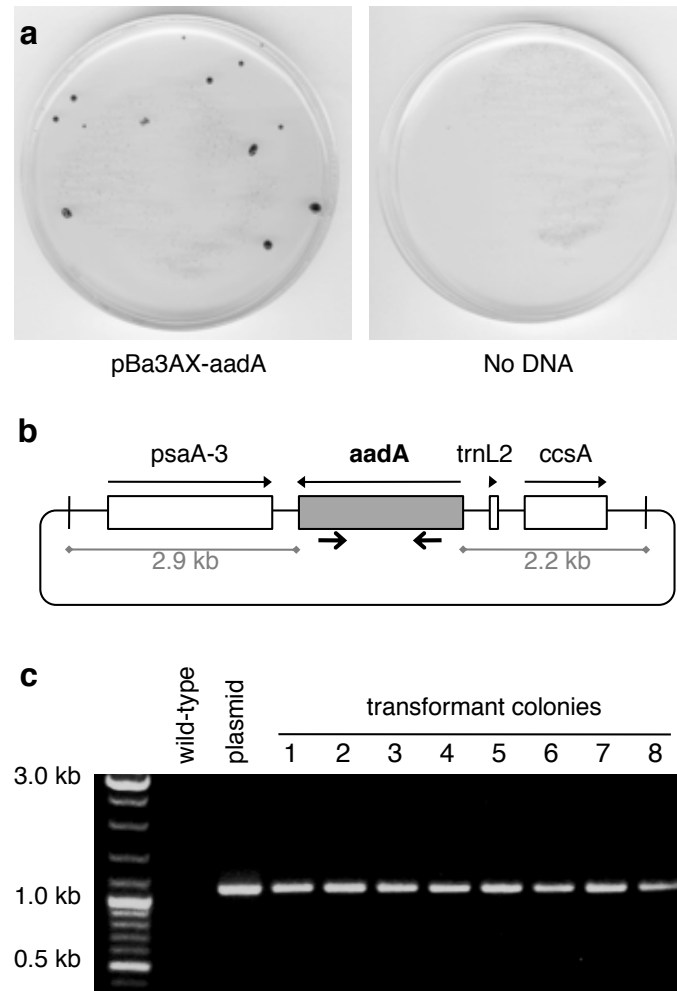 a
pBa3AX-aadA
No DNA
b
psaA-3
aadA
trnL2
ccsA
2.9 kb
2.2 kb
c
wild-type
plasmid
transformant colonies
1 2 3 4 5 6 7 8
3.0 kb
1.0 kb
0.5 kb